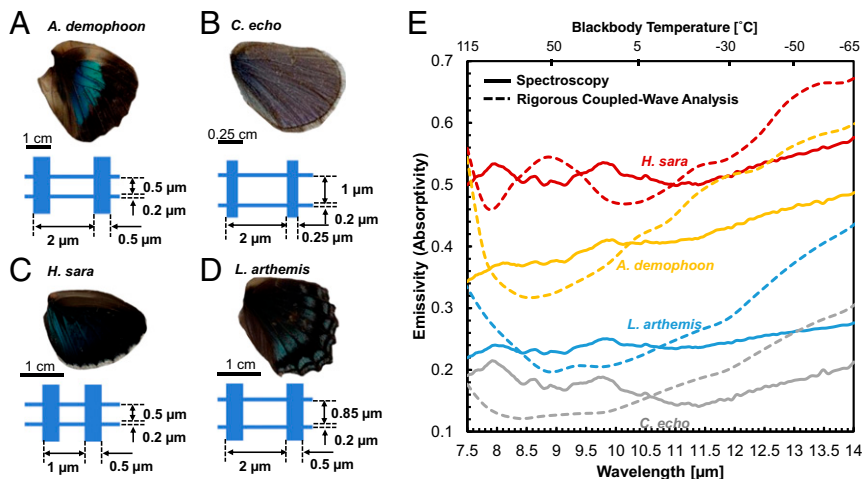 A
A. demophoon
1 cm
0.5 µm
0.2 µm
2 µm
0.5 µm
B
C. echo
0.25 cm
1 µm
0.2 µm
2 µm
0.25 µm
C
H. sara
1 cm
0.5 µm
0.2 µm
1 µm
0.5 µm
D
L. arthemis
1 cm
0.85 µm
0.2 µm
2 µm
0.5 µm
E
Blackbody Temperature [˚C]
115 50 5 -30 -50 -65
0.7
0.6
0.5
0.4
0.3
0.2
0.1
Emissivity (Absorptivity)
Spectroscopy
Rigorous Coupled-Wave Analysis
H. sara
A. demophoon
L. arthemis
C. echo
7.5 8 8.5 9 9.5 10 10.5 11 11.5 12 12.5 13 13.5 14
Wavelength [µm]